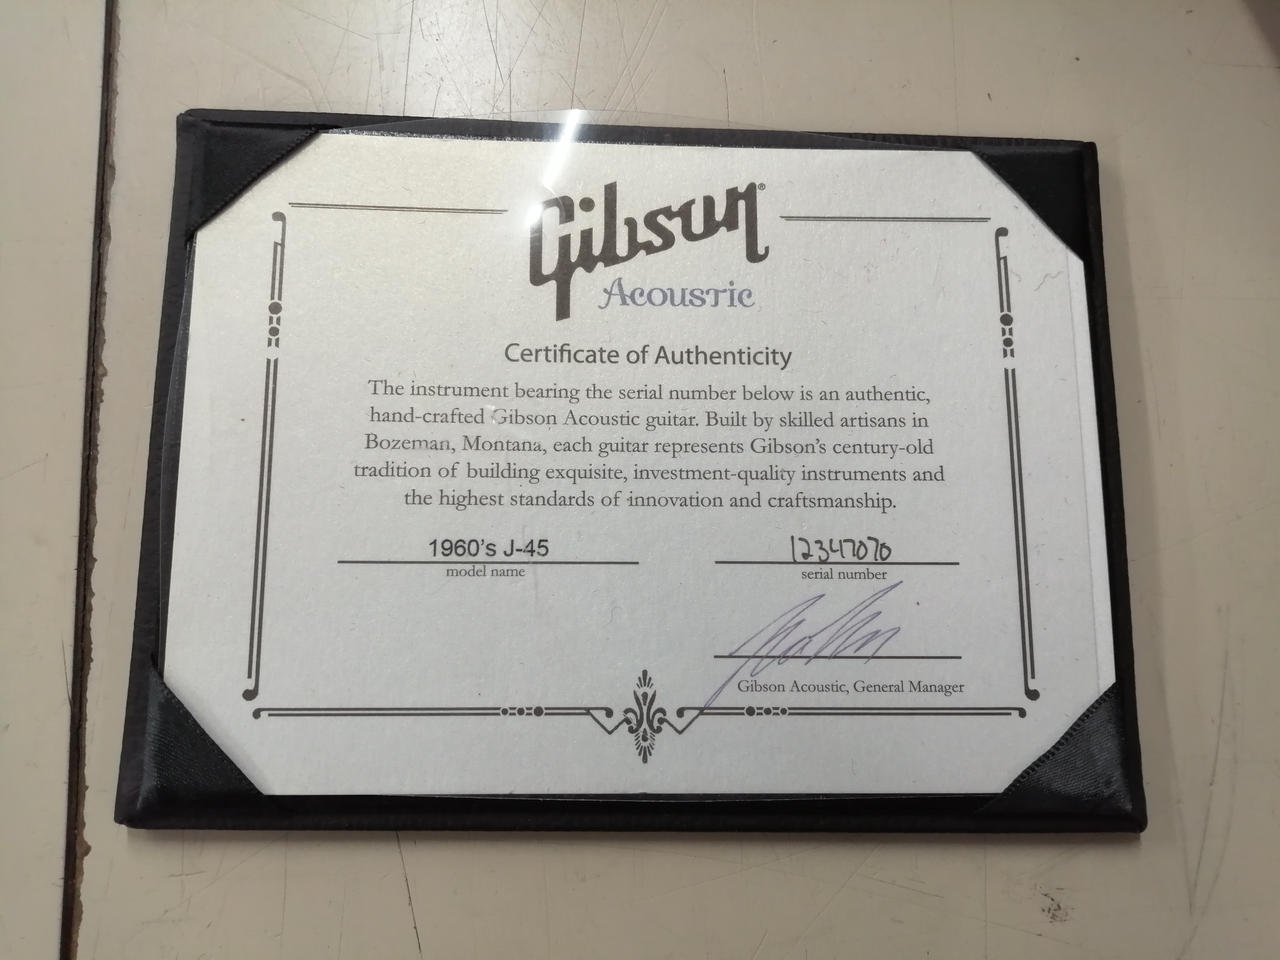 Gibson®
Acoustic
Certificate of Authenticity
The instrument bearing the serial number below is an authentic,
hand-crafted Gibson Acoustic guitar. Built by skilled artisans in
Bozeman, Montana, each guitar represents Gibson's century-old
tradition of building exquisite, investment-quality instruments and
the highest standards of innovation and craftsmanship.
1960's J-45 12347070
model name serial number
Gibson Acoustic, General Manager